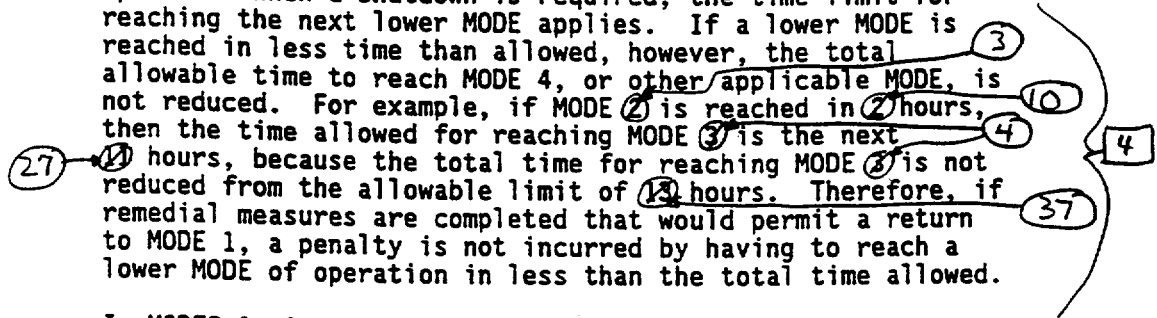 reaching the next lower MODE applies. If a lower MODE is
reached in less time than allowed, however, the total
3
allowable time to reach MODE 4, or other applicable MODE, is
not reduced. For example, if MODE 2 is reached in 2 hours,
10
then the time allowed for reaching MODE 3 is the next
4
4
27 11 hours, because the total time for reaching MODE 3 is not
reduced from the allowable limit of 13 hours. Therefore, if
37
remedial measures are completed that would permit a return
to MODE 1, a penalty is not incurred by having to reach a
lower MODE of operation in less than the total time allowed.